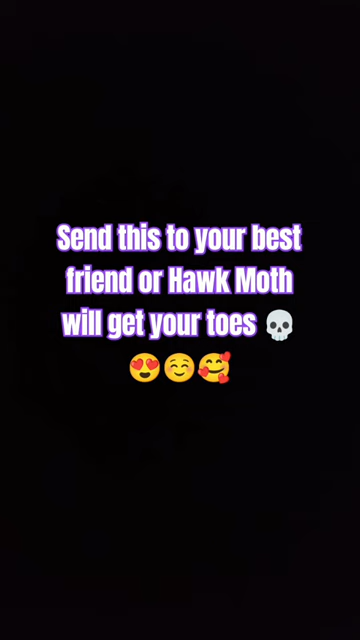 Send this to your best
friend or Hawk Moth
will get your toes 💀
😍☺️🥰